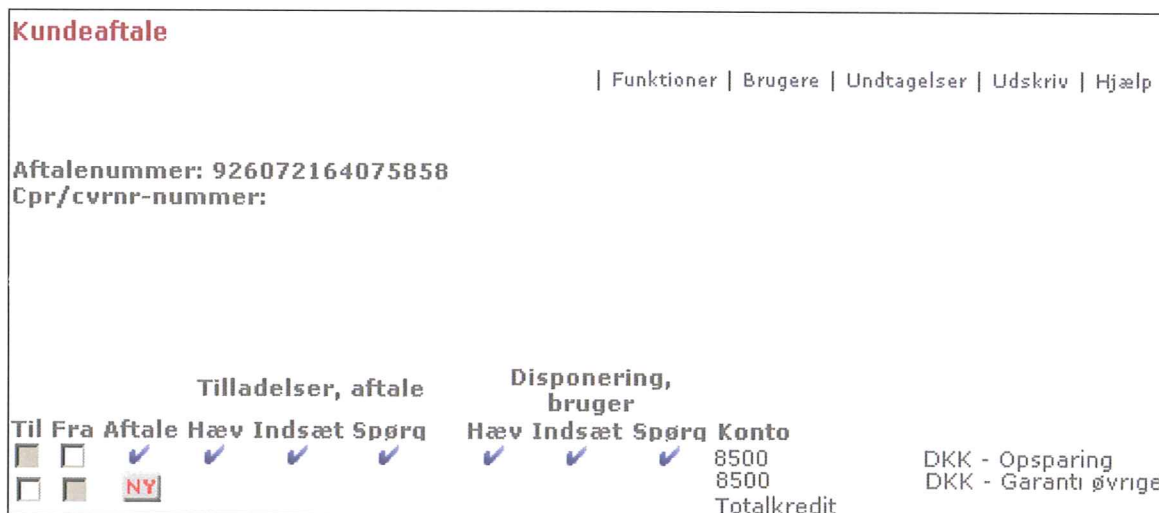 Kundeaftale
| Funktioner | Brugere | Undtagelser | Udskriv | Hjælp
Aftalenummer: 926072164075858
Cpr/cvrnr-nummer:
Tilladelser, aftale Disponering,
bruger
Til Fra Aftale Hæv Indsæt Spørg Hæv Indsæt Spørg Konto
8500 DKK - Opsparing
NY 8500 DKK - Garanti øvrige
Totalkredit